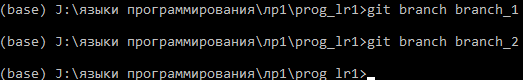 (base) J:\языки программирования\лр1\prog_lr1>git branch branch_1
(base) J:\языки программирования\лр1\prog_lr1>git branch branch_2
(base) J:\языки программирования\лр1\prog_lr1>